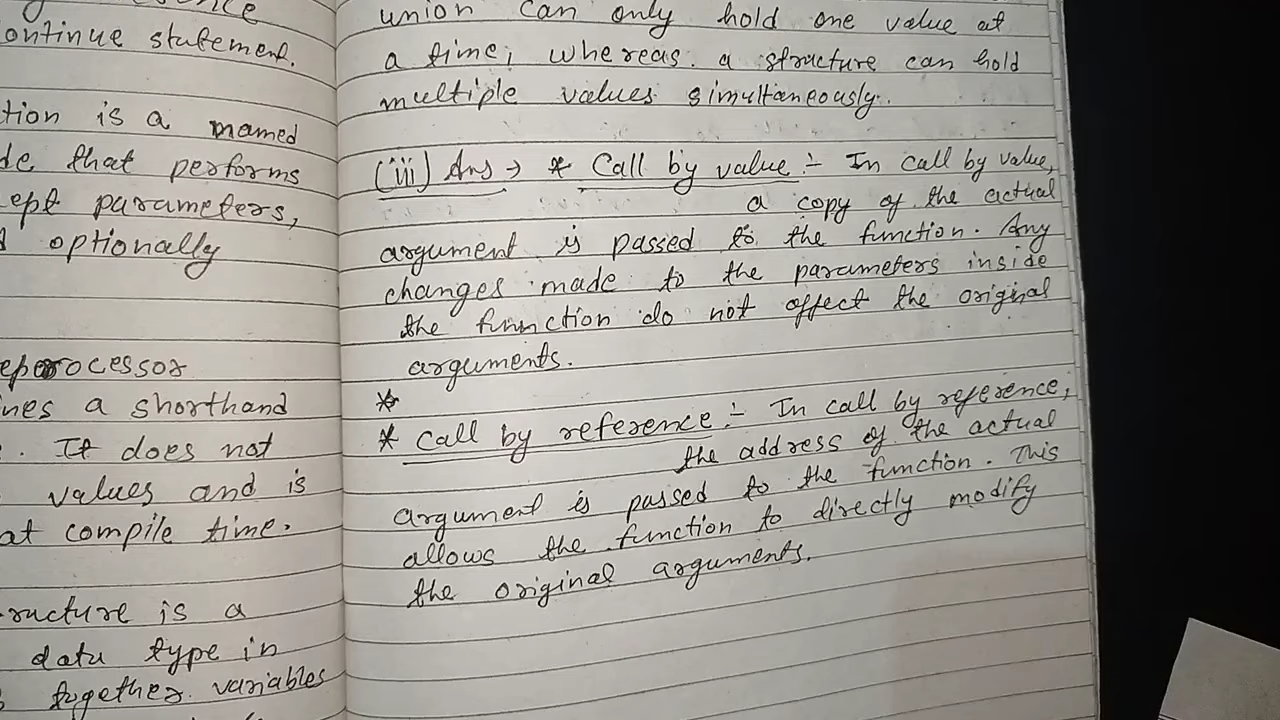 ontinue statement.
tion is a named
de that performs
ept parameters,
optionally
eprocessor
ines a shorthand
. It does not
values and is
at compile time.
ructure is a
data type in
together variables
union can only hold one value at
a time; whereas. a structure can hold
multiple values simultaneously.
(iii) Ans → * Call by value :- In call by value,
a copy of the actual
argument is passed to the function. Any
changes made to the parameters inside
the function do not affect the original
arguments.
*
* Call by reference :- In call by reference,
the address of the actual
argument is passed to the function. This
allows the function to directly modify
the original arguments.